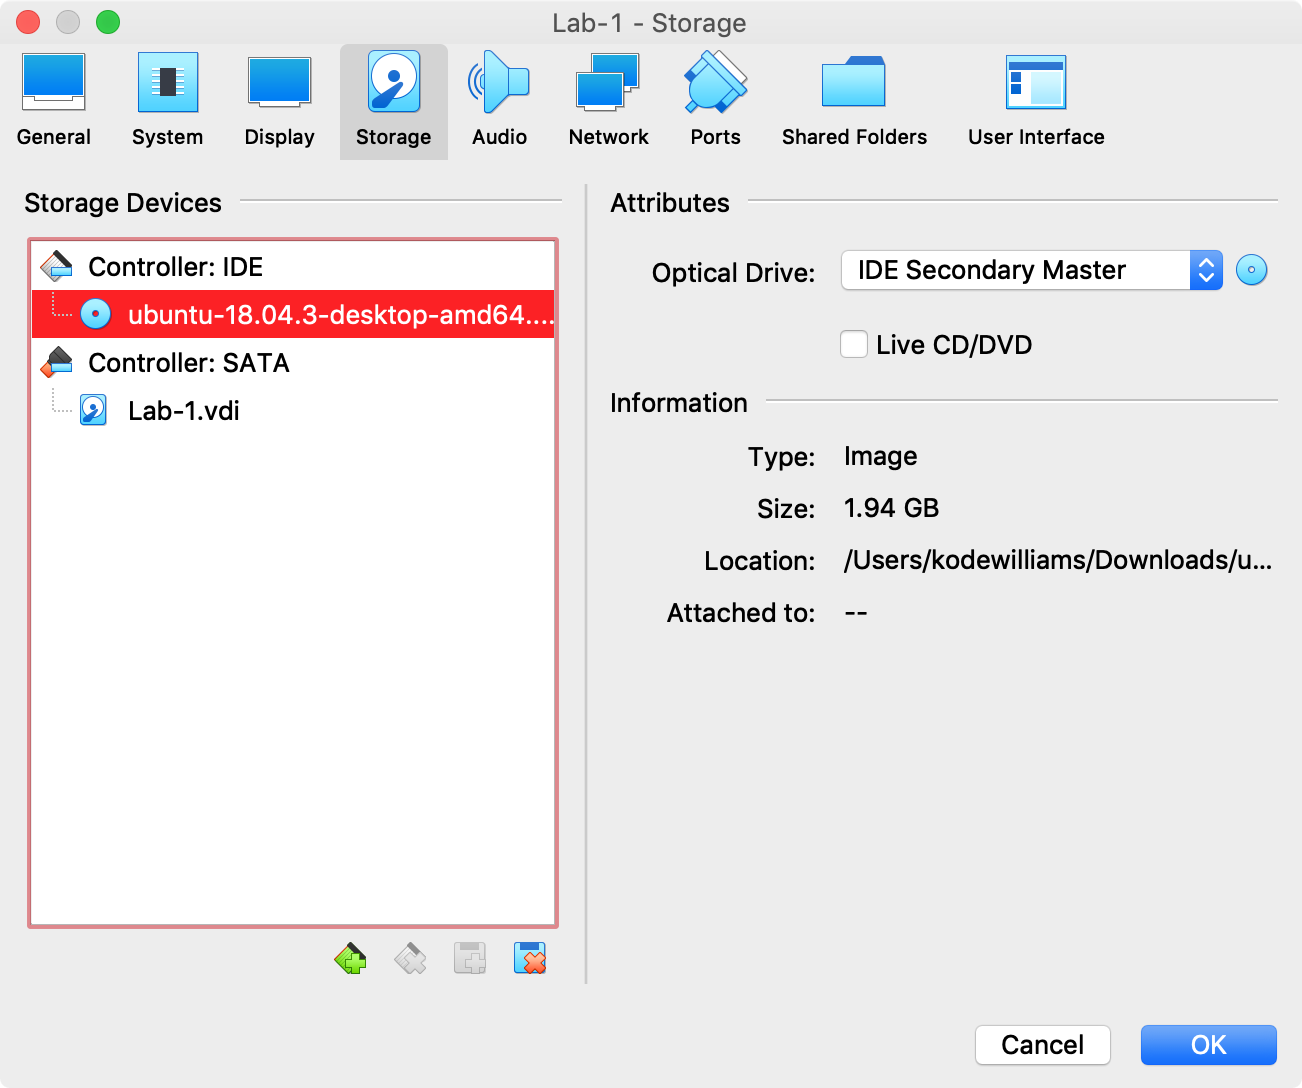 Lab-1 - Storage
General
System
Display
Storage
Audio
Network
Ports
Shared Folders
User Interface
Storage Devices
Controller: IDE
ubuntu-18.04.3-desktop-amd64....
Controller: SATA
Lab-1.vdi
Attributes
Optical Drive: IDE Secondary Master
Live CD/DVD
Information
Type: Image
Size: 1.94 GB
Location: /Users/kodewilliams/Downloads/u...
Attached to: --
Cancel
OK